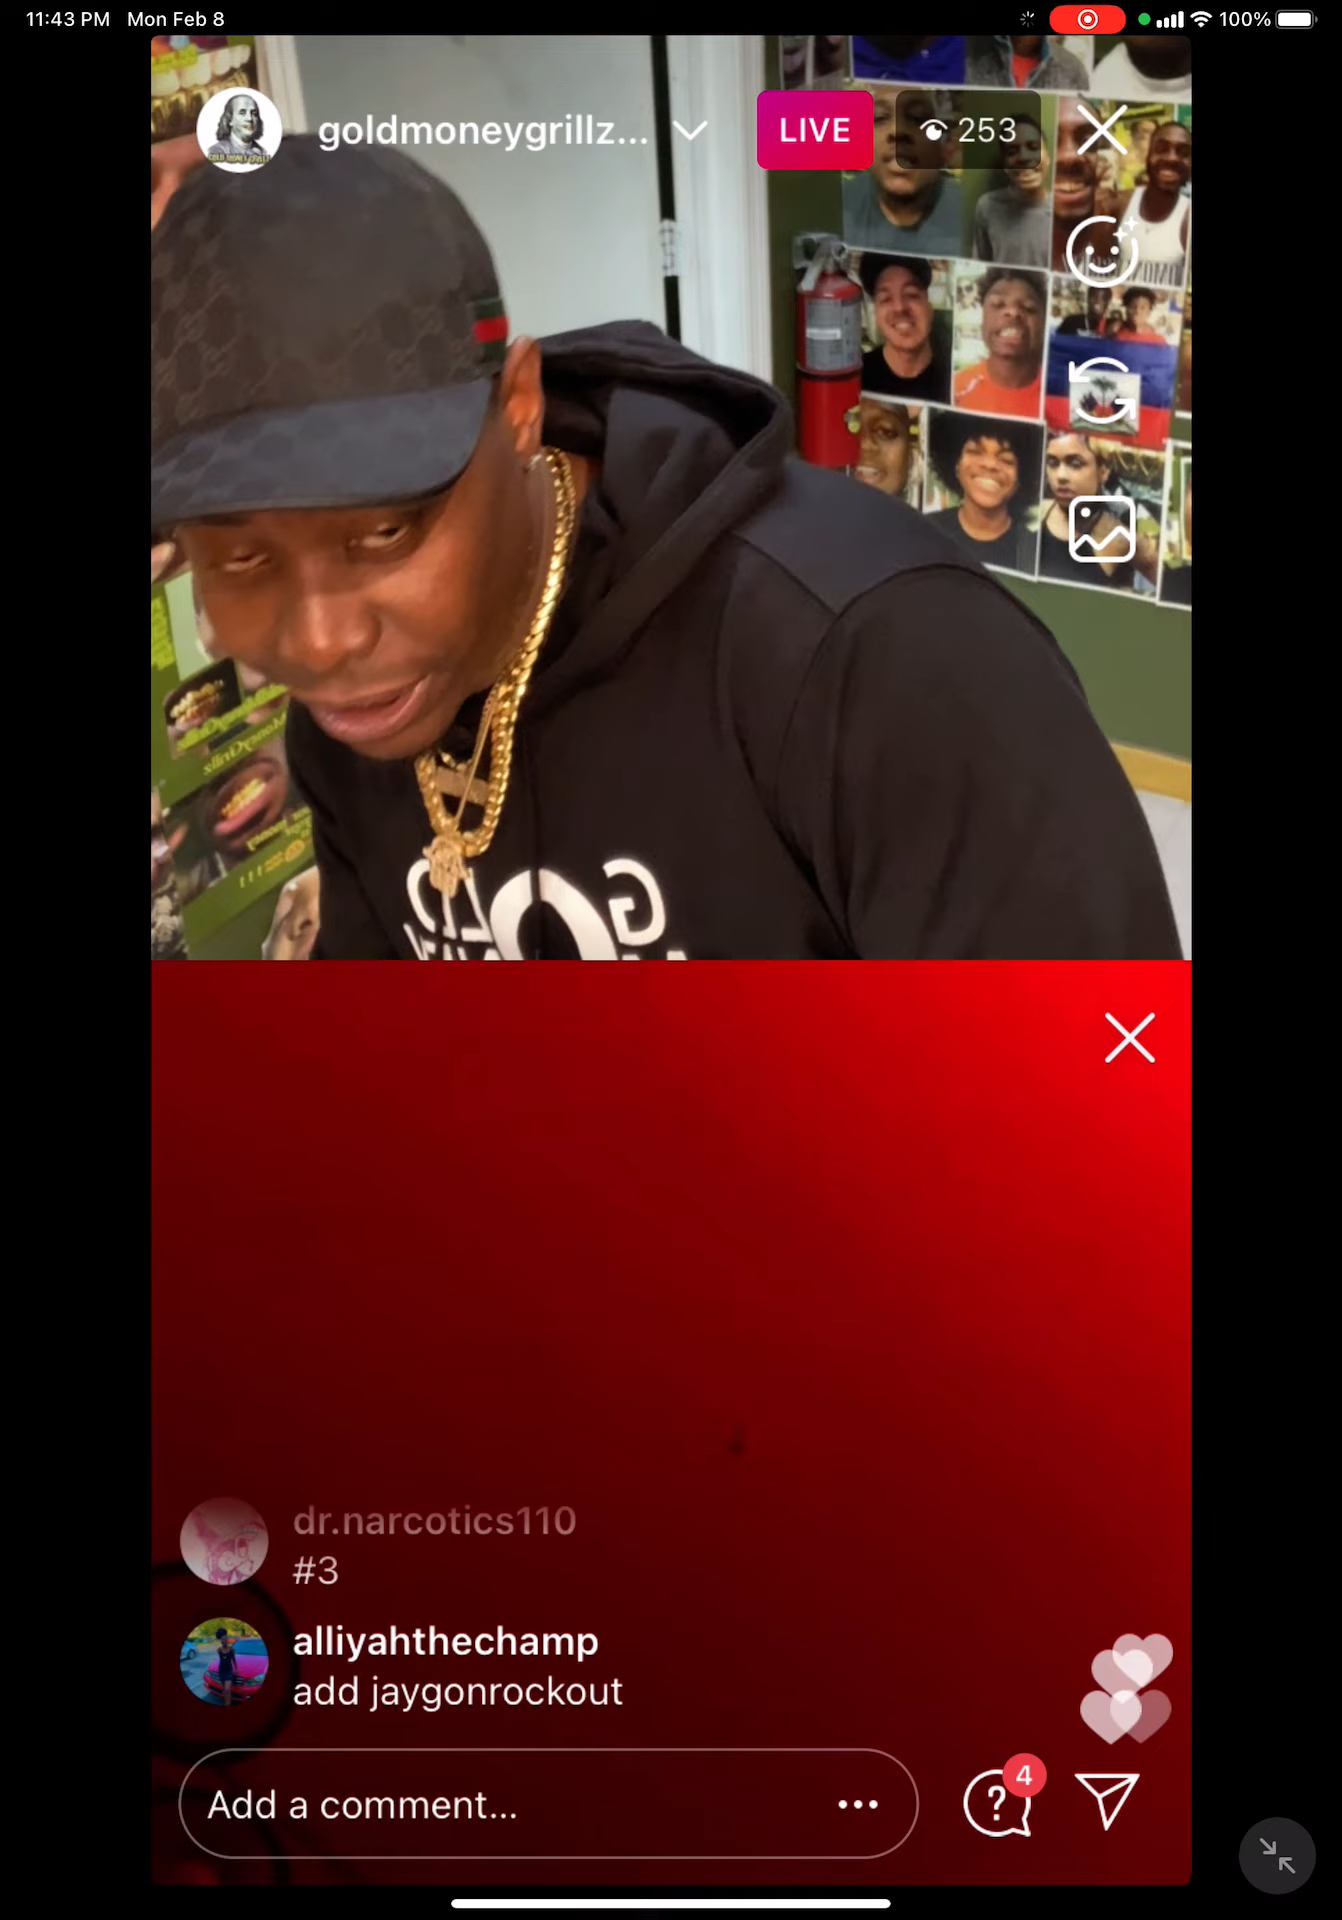 11:43 PM Mon Feb 8
100%
goldmoneygrillz...
LIVE
253
GOLD
dr.narcotics110
#3
alliyahthechamp
add jaygonrockout
Add a comment...
4